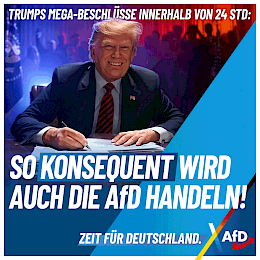 TRUMPS MEGA-BESCHLÜSSE INNERHALB VON 24 STD:
SO KONSEQUENT WIRD
AUCH DIE AfD HANDELN!
ZEIT FÜR DEUTSCHLAND.
AfD